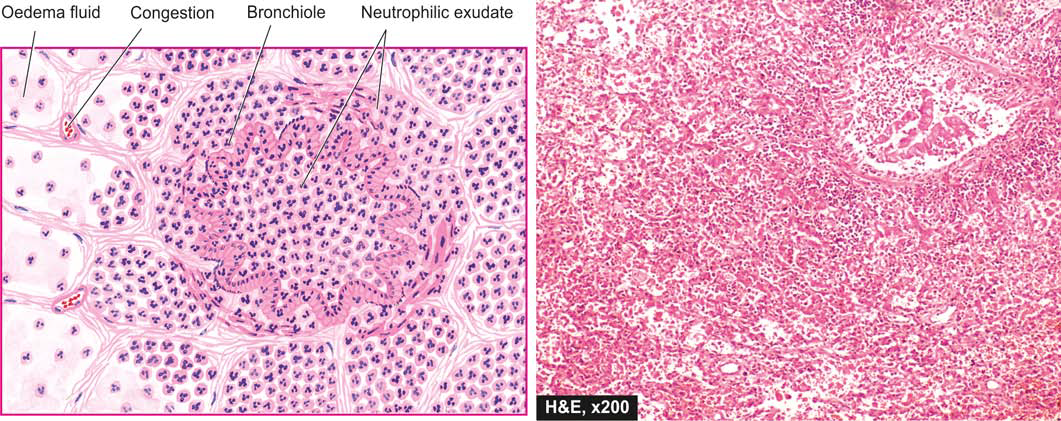 Oedema fluid
Congestion
Bronchiole
Neutrophilic exudate
H&E, x200